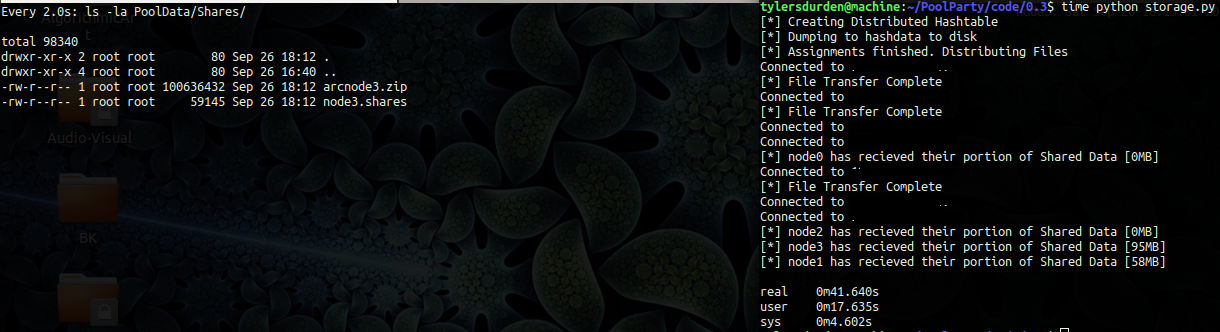 Every 2.0s: ls -la PoolData/Shares/
total 98340
drwxr-xr-x 2 root root        80 Sep 26 18:12 .
drwxr-xr-x 4 root root        80 Sep 26 16:40 ..
-rw-r--r-- 1 root root 100636432 Sep 26 18:12 arcnode3.zip
-rw-r--r-- 1 root root     59145 Sep 26 18:12 node3.shares
Audio-Visual
BK
tylersdurden@machine:~/PoolParty/code/0.3$ time python storage.py
[*] Creating Distributed Hashtable
[*] Dumping to hashdata to disk
[*] Assignments finished. Distributing Files
Connected to
[*] File Transfer Complete
Connected to
[*] File Transfer Complete
Connected to
Connected to
[*] node0 has recieved their portion of Shared Data [0MB]
Connected to
[*] File Transfer Complete
Connected to
Connected to
[*] node2 has recieved their portion of Shared Data [0MB]
[*] node3 has recieved their portion of Shared Data [95MB]
[*] node1 has recieved their portion of Shared Data [58MB]
real    0m41.640s
user    0m17.635s
sys     0m4.602s